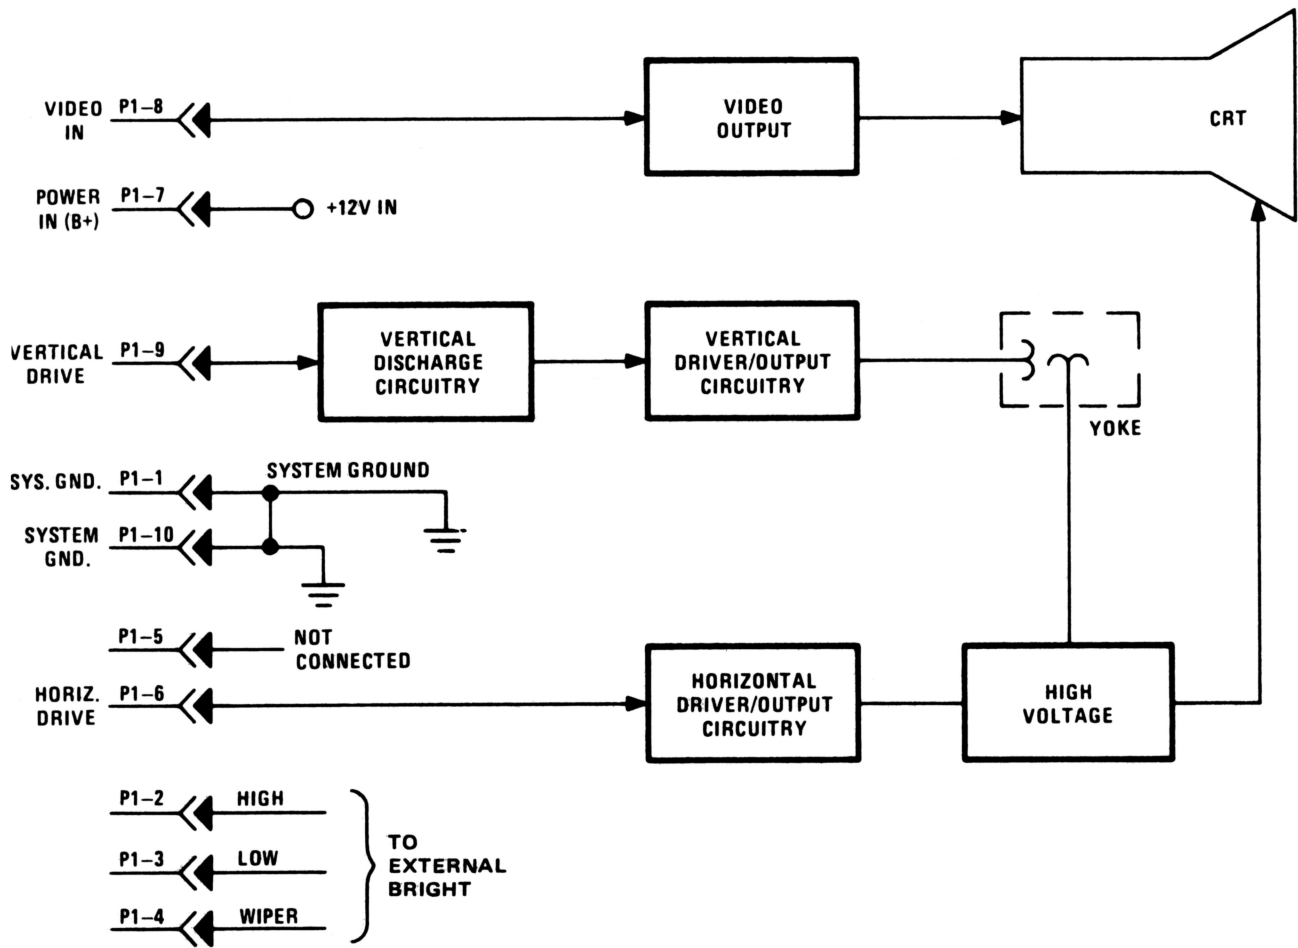 VIDEO IN
P1–8
VIDEO OUTPUT
CRT
POWER IN (B+)
P1–7
+12V IN
VERTICAL DRIVE
P1–9
VERTICAL DISCHARGE CIRCUITRY
VERTICAL DRIVER/OUTPUT CIRCUITRY
YOKE
SYS. GND.
P1–1
SYSTEM GROUND
SYSTEM GND.
P1–10
P1–5
NOT CONNECTED
HORIZ. DRIVE
P1–6
HORIZONTAL DRIVER/OUTPUT CIRCUITRY
HIGH VOLTAGE
P1–2
HIGH
P1–3
LOW
P1–4
WIPER
TO EXTERNAL BRIGHT